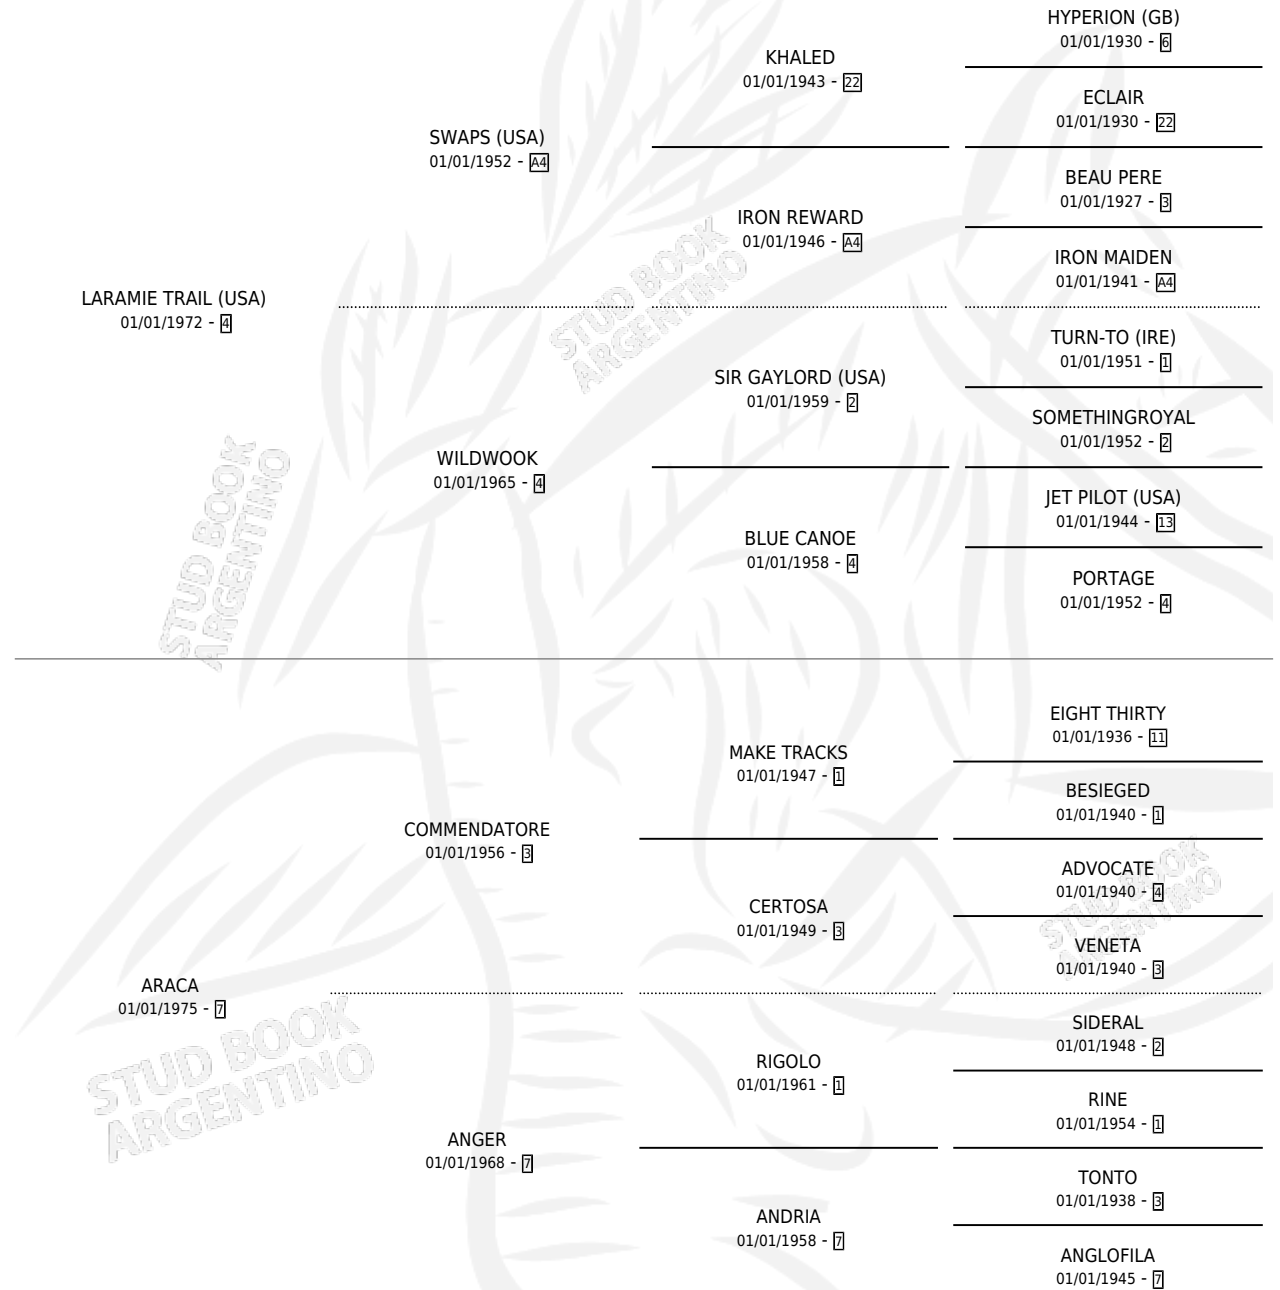 HYPERION (GB)
01/01/1930 - 6
KHALED
01/01/1943 - 22
ECLAIR
01/01/1930 - 22
SWAPS (USA)
01/01/1952 - A4
BEAU PERE
01/01/1927 - 3
IRON REWARD
01/01/1946 - A4
IRON MAIDEN
01/01/1941 - A4
LARAMIE TRAIL (USA)
01/01/1972 - 4
TURN-TO (IRE)
01/01/1951 - 1
SIR GAYLORD (USA)
01/01/1959 - 2
SOMETHINGROYAL
01/01/1952 - 2
WILDWOOK
01/01/1965 - 4
JET PILOT (USA)
01/01/1944 - 13
BLUE CANOE
01/01/1958 - 4
PORTAGE
01/01/1952 - 4
STUD BOOK
ARGENTINO
STUD BOOK
ARGENTINO
EIGHT THIRTY
01/01/1936 - 11
MAKE TRACKS
01/01/1947 - 1
BESIEGED
01/01/1940 - 1
COMMENDATORE
01/01/1956 - 3
ADVOCATE
01/01/1940 - 4
CERTOSA
01/01/1949 - 3
VENETA
01/01/1940 - 3
ARACA
01/01/1975 - 7
SIDERAL
01/01/1948 - 2
RIGOLO
01/01/1961 - 1
RINE
01/01/1954 - 1
ANGER
01/01/1968 - 7
TONTO
01/01/1938 - 3
ANDRIA
01/01/1958 - 7
ANGLOFILA
01/01/1945 - 7
STUD BOOK
ARGENTINO
STUD BOOK
ARGENTINO